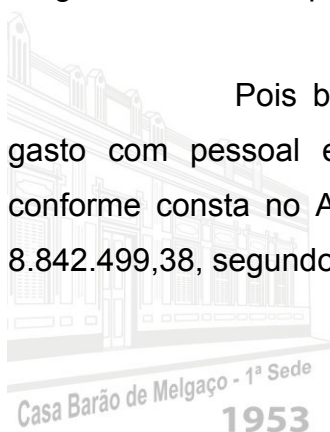 Pois b
gasto com pessoal e
conforme consta no A
8.842.499,38, segundo
Casa Barão de Melgaço - 1ª Sede
1953